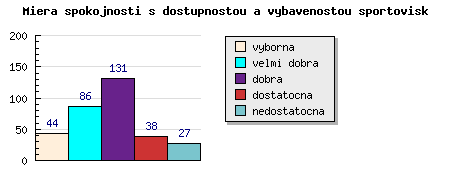 Miera spokojnosti s dostupnostou a vybavenostou sportovisk
200
150
100
50
0
44
86
131
38
27
vyborna
velmi dobra
dobra
dostatocna
nedostatocna